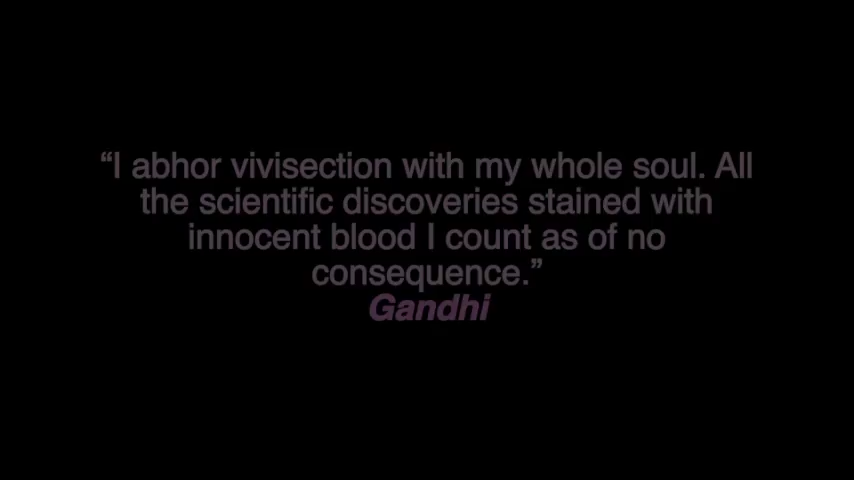 “I abhor vivisection with my whole soul. All
the scientific discoveries stained with
innocent blood I count as of no
consequence.”
Gandhi